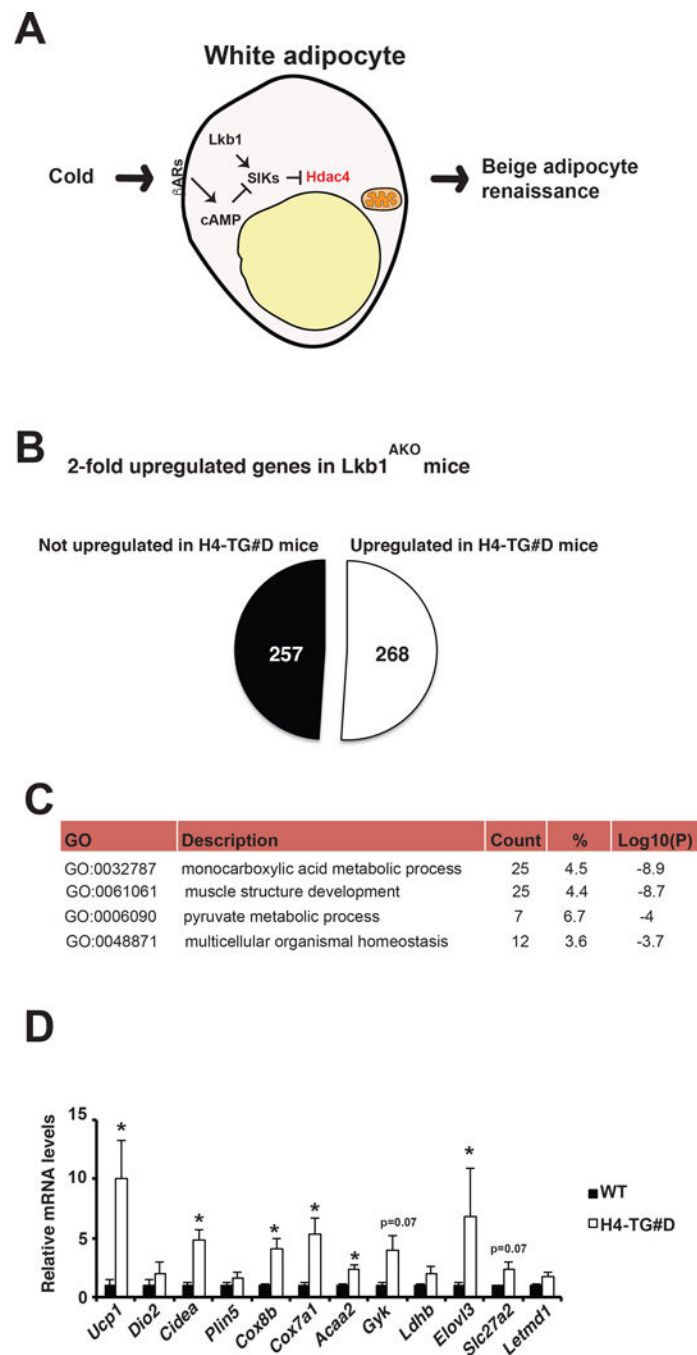 A
White adipocyte
Lkb1
Cold
βARs
SIKs
Hdac4
cAMP
Beige adipocyte
renaissance
B
2-fold upregulated genes in Lkb1^AKO mice
Not upregulated in H4-TG#D mice
Upregulated in H4-TG#D mice
257
268
C
GO Description Count % Log10(P)
GO:0032787 monocarboxylic acid metabolic process 25 4.5 -8.9
GO:0061061 muscle structure development 25 4.4 -8.7
GO:0006090 pyruvate metabolic process 7 6.7 -4
GO:0048871 multicellular organismal homeostasis 12 3.6 -3.7
D
Relative mRNA levels
15
10
5
0
*
*
*
*
*
p=0.07
*
p=0.07
WT
H4-TG#D
Ucp1
Dio2
Cidea
Plin5
Cox8b
Cox7a1
Acaa2
Gyk
Ldhb
Elovl3
Slc27a2
Letmd1